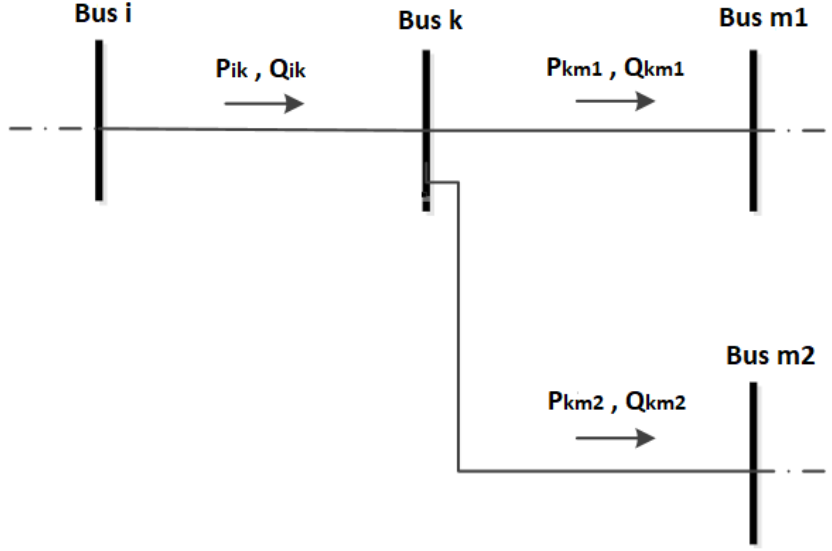 Bus i
Bus k
Bus m1
Pik , Qik
Pkm1 , Qkm1
Bus m2
Pkm2 , Qkm2